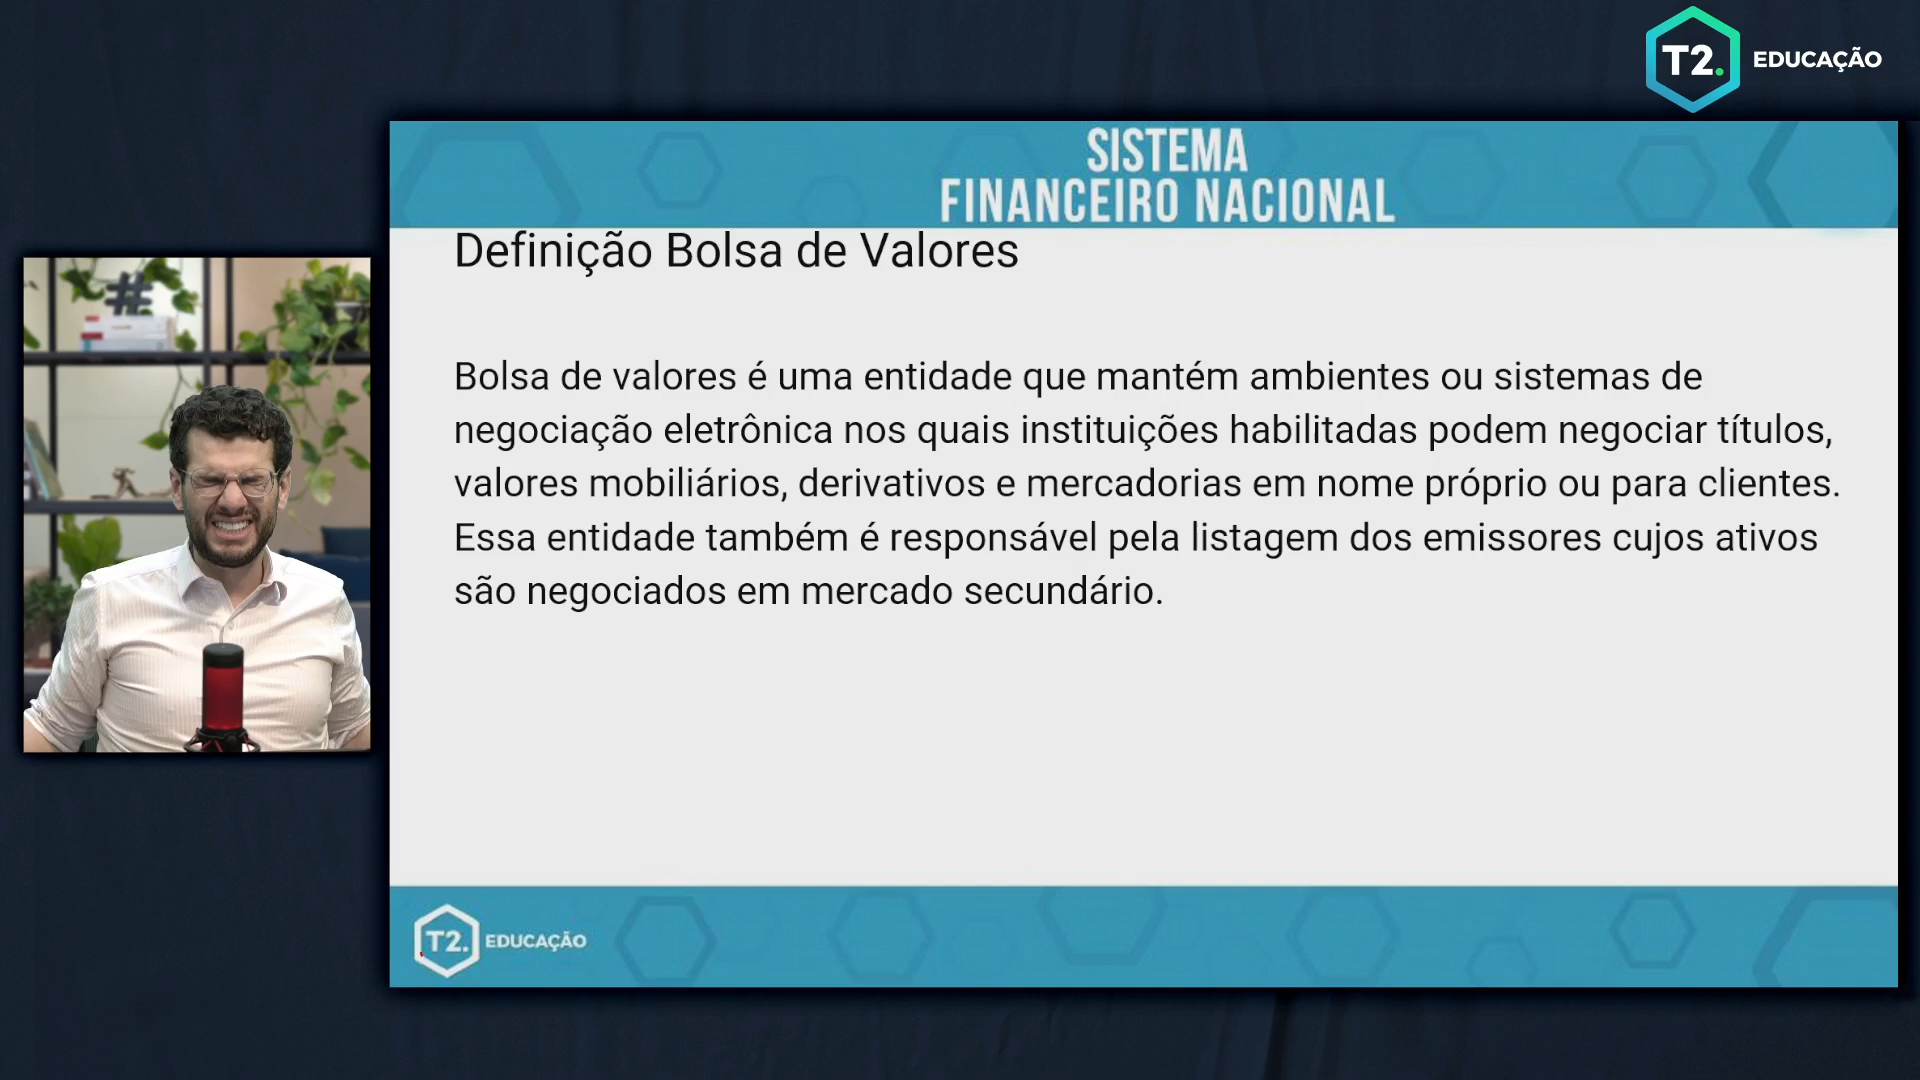 T2. EDUCAÇÃO
SISTEMA
FINANCEIRO NACIONAL
Definição Bolsa de Valores
Bolsa de valores é uma entidade que mantém ambientes ou sistemas de
negociação eletrônica nos quais instituições habilitadas podem negociar títulos,
valores mobiliários, derivativos e mercadorias em nome próprio ou para clientes.
Essa entidade também é responsável pela listagem dos emissores cujos ativos
são negociados em mercado secundário.
T2. EDUCAÇÃO